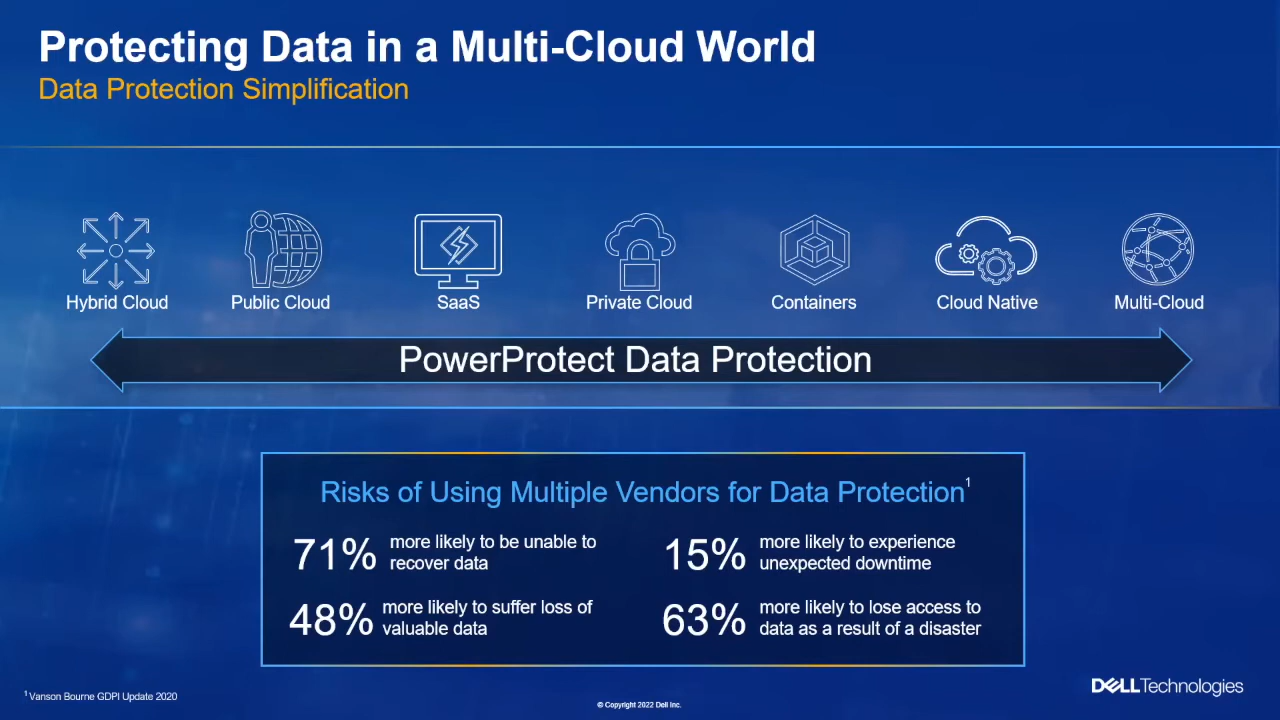 Protecting Data in a Multi-Cloud World
Data Protection Simplification
Hybrid Cloud
Public Cloud
SaaS
Private Cloud
Containers
Cloud Native
Multi-Cloud
PowerProtect Data Protection
Risks of Using Multiple Vendors for Data Protection1
71%
more likely to be unable to
recover data
15%
more likely to experience
unexpected downtime
48%
more likely to suffer loss of
valuable data
63%
more likely to lose access to
data as a result of a disaster
1 Vanson Bourne GDPI Update 2020
© Copyright 2022 Dell Inc.
DELL Technologies